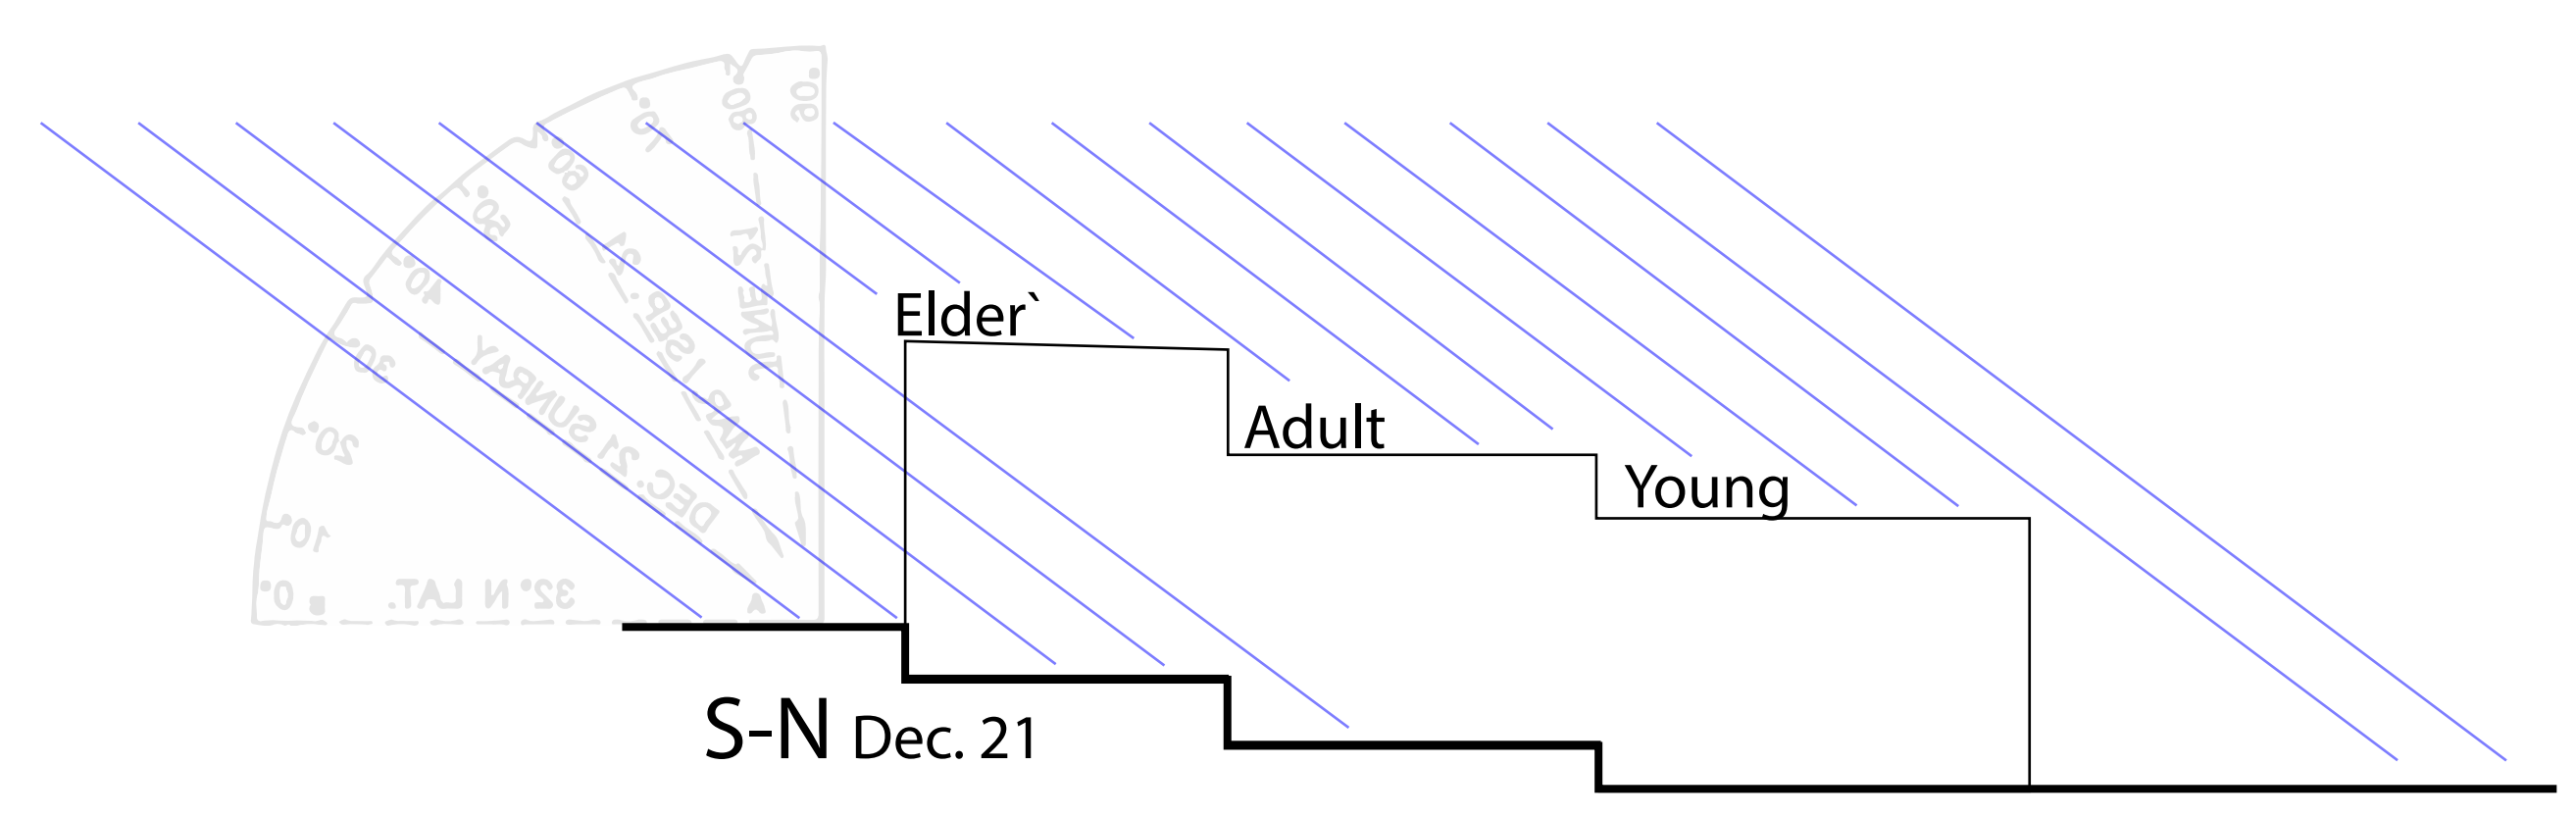 90°
80°
70°
60°
50°
40°
30°
20°
10°
0°
JUNE 21
MAR / SEP. 21
DEC. 21 SUNRAY
32° N LAT.
B
A
Elder`
Adult
Young
S-N Dec. 21